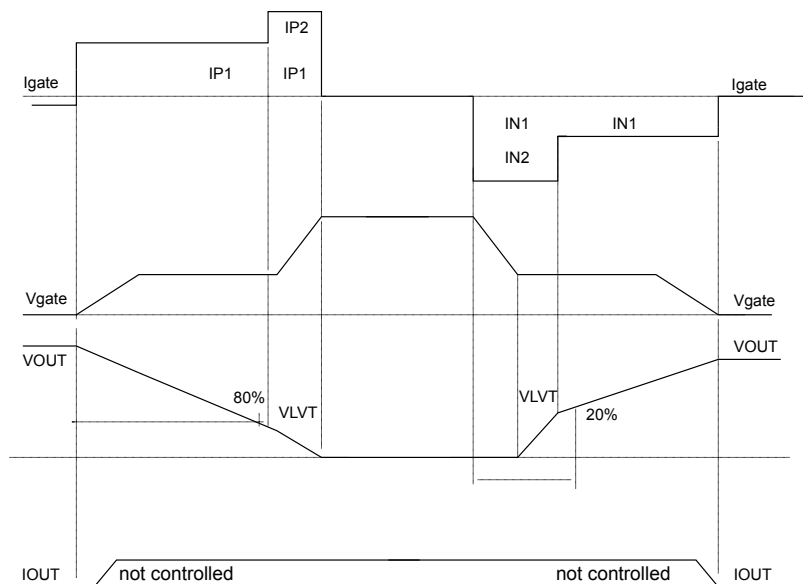 IP2
Igate
IP1
IP1
Igate
IN1
IN1
IN2
Vgate
Vgate
VOUT
VOUT
80%
VLVT
VLVT
20%
IOUT
not controlled
not controlled
IOUT